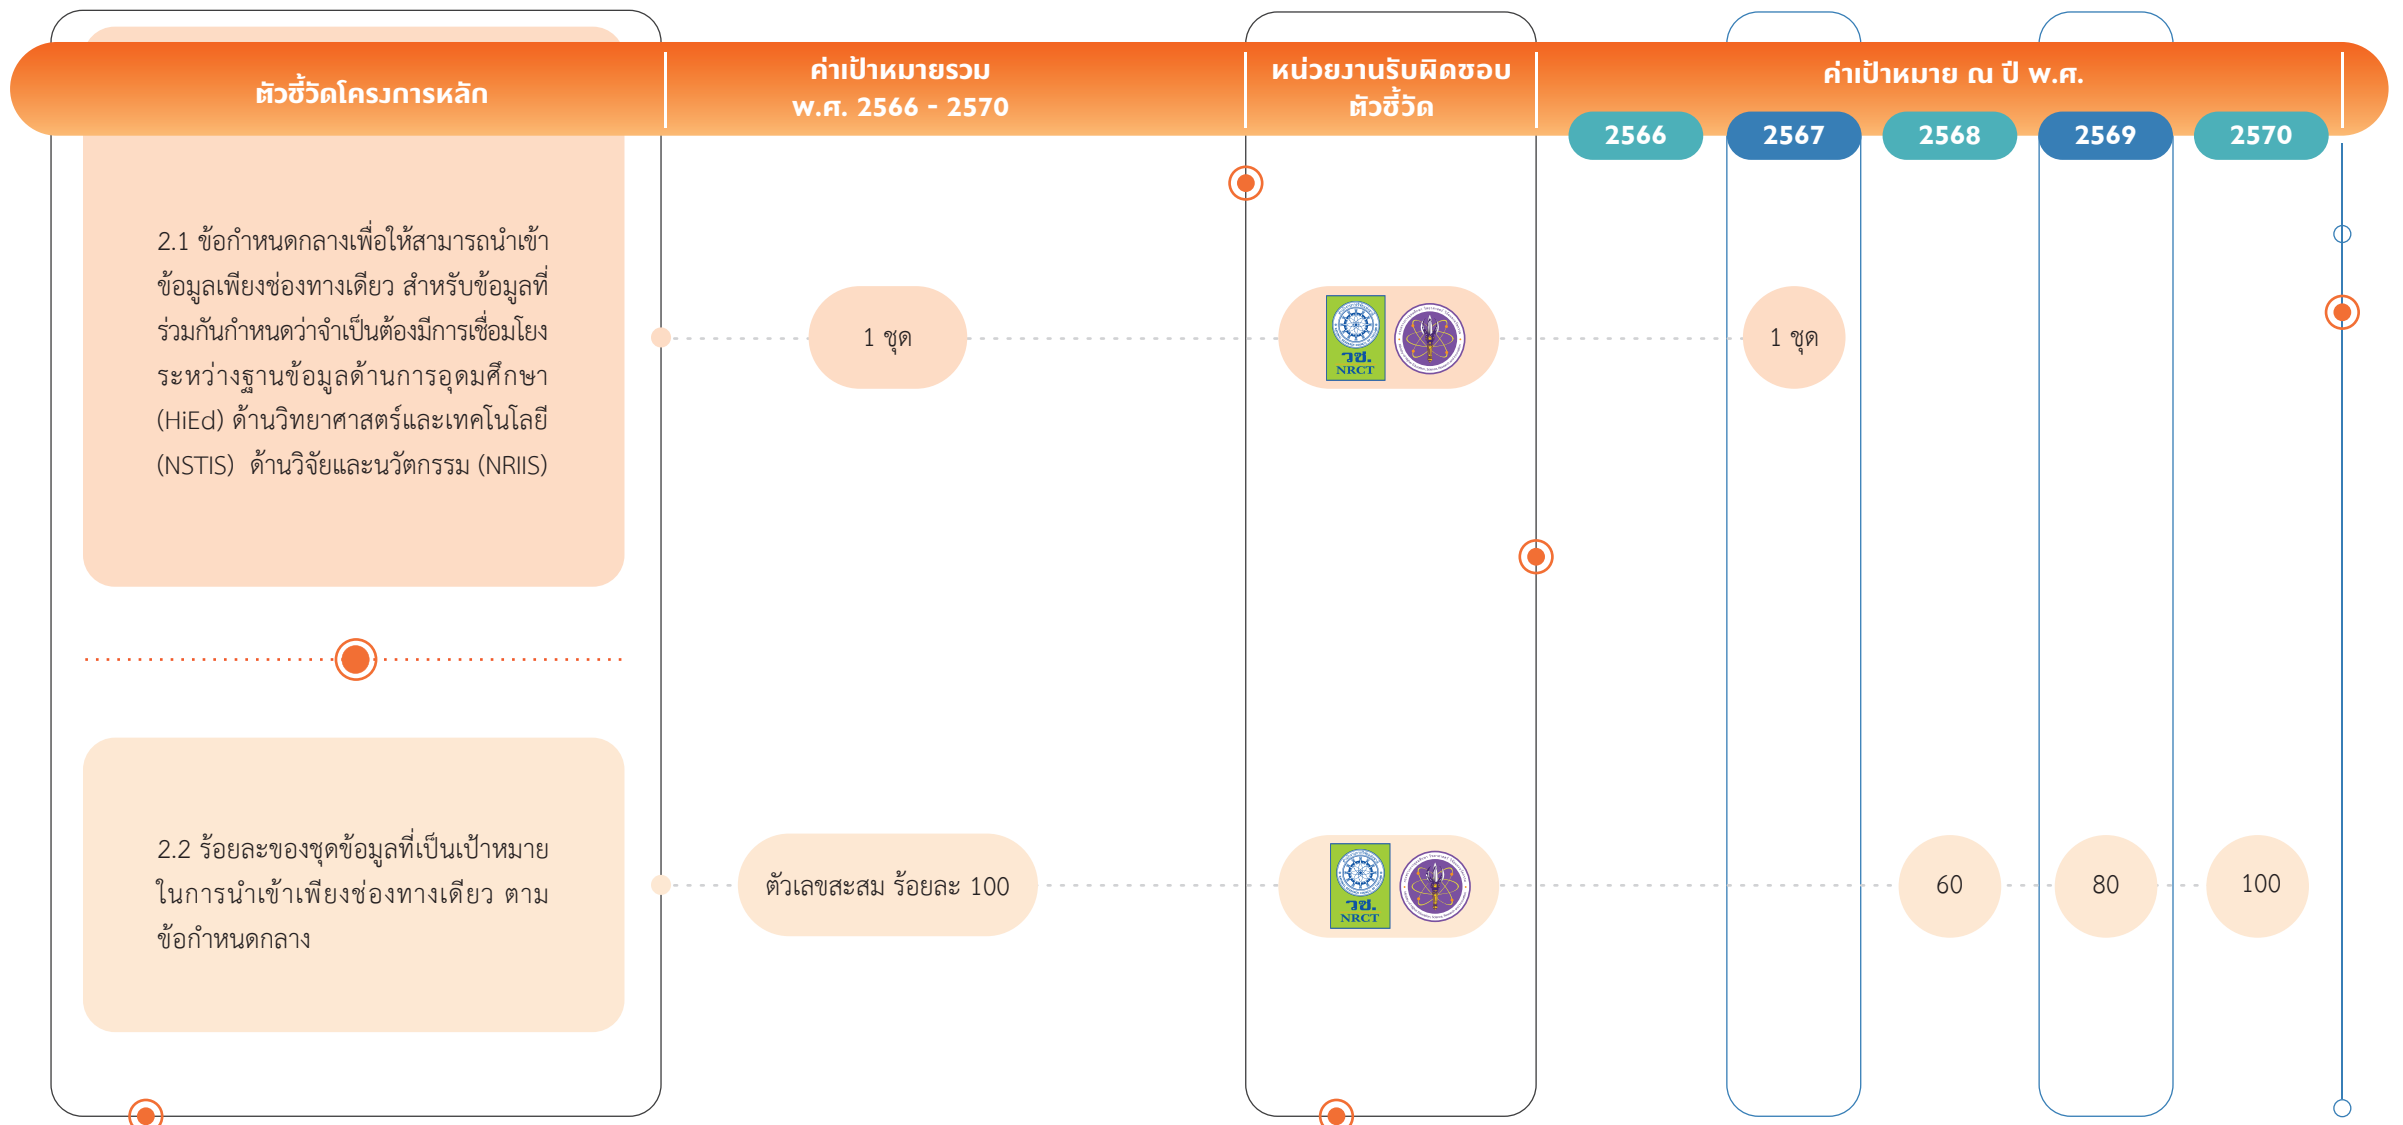 ตัวชี้วัดโครงการหลัก
ค่าเป้าหมายรวม
พ.ศ. 2566 - 2570
หน่วยงานรับผิดชอบ
ตัวชี้วัด
ค่าเป้าหมาย ณ ปี พ.ศ.
2566
2567
2568
2569
2570
2.1 ข้อกำหนดกลางเพื่อให้สามารถนำเข้า
ข้อมูลเพียงช่องทางเดียว สำหรับข้อมูลที่
ร่วมกันกำหนดว่าจำเป็นต้องมีการเชื่อมโยง
ระหว่างฐานข้อมูลด้านการอุดมศึกษา
(HiEd) ด้านวิทยาศาสตร์และเทคโนโลยี
(NSTIS) ด้านวิจัยและนวัตกรรม (NRIIS)
1 ชุด
วช.
NRCT
1 ชุด
2.2 ร้อยละของชุดข้อมูลที่เป็นเป้าหมาย
ในการนำเข้าเพียงช่องทางเดียว ตาม
ข้อกำหนดกลาง
ตัวเลขสะสม ร้อยละ 100
วช.
NRCT
60
80
100